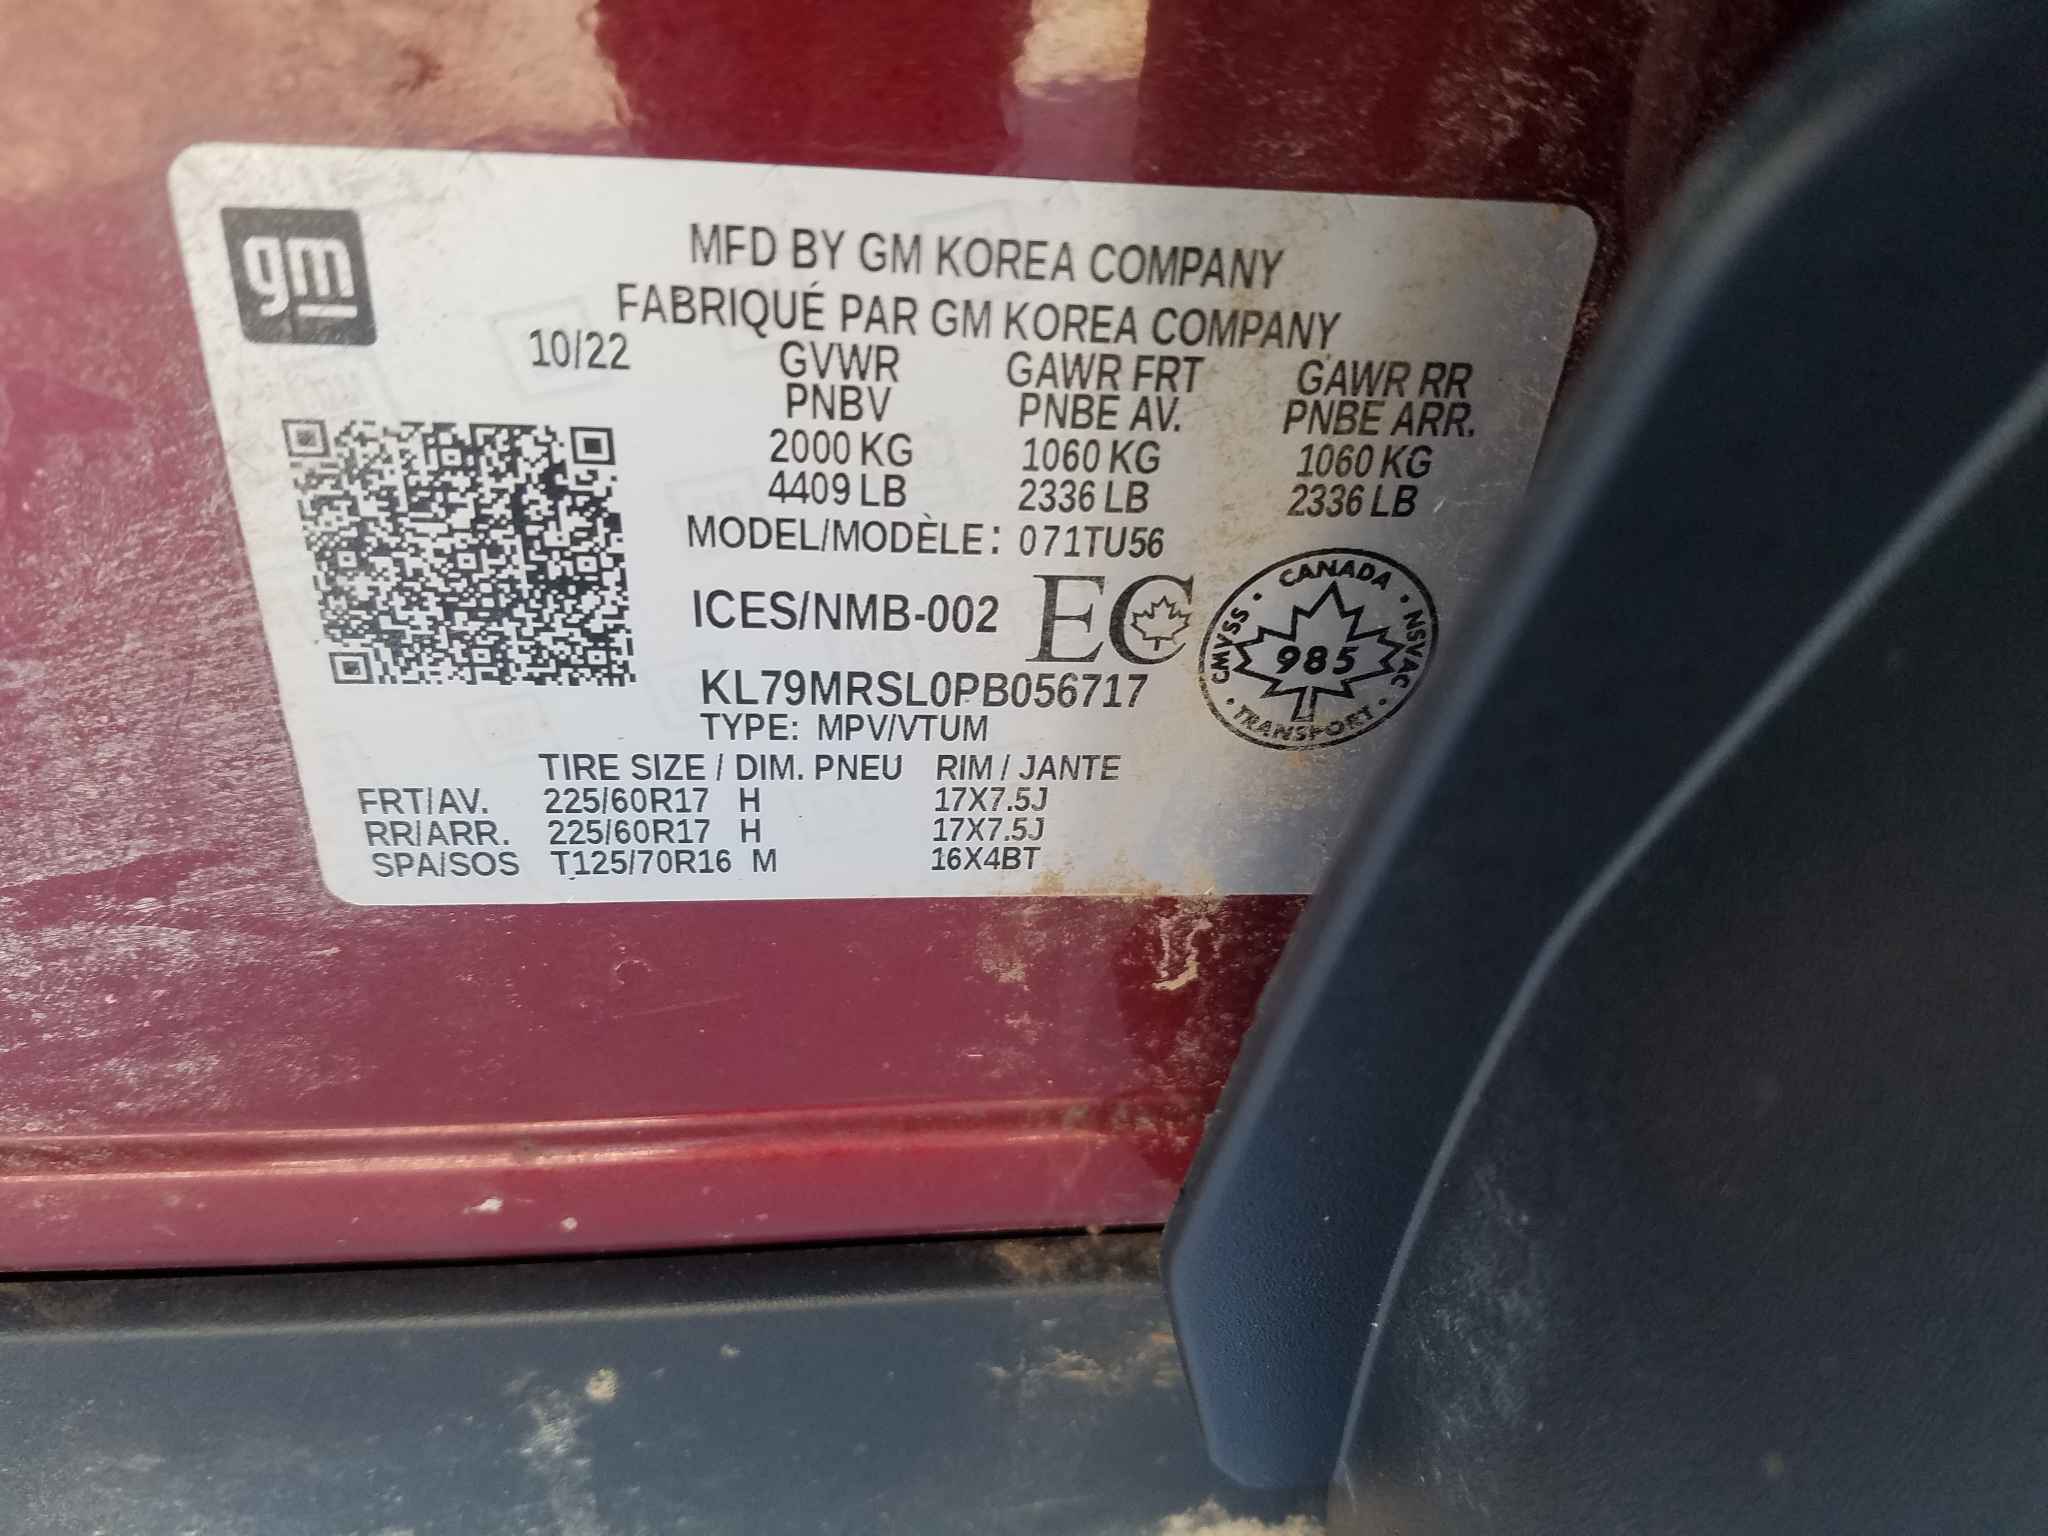 gm
MFD BY GM KOREA COMPANY
FABRIQUÉ PAR GM KOREA COMPANY
10/22 GVWR GAWR FRT GAWR RR
PNBV PNBE AV. PNBE ARR.
2000 KG 1060 KG 1060 KG
4409 LB 2336 LB 2336 LB
MODEL/MODÈLE: 071TU56
ICES/NMB-002 EC
CANADA
CMVSS 985 NSVAC
TRANSPORT
KL79MRSL0PB056717
TYPE: MPV/VTUM
TIRE SIZE / DIM. PNEU RIM / JANTE
FRT/AV. 225/60R17 H 17X7.5J
RR/ARR. 225/60R17 H 17X7.5J
SPA/SOS T125/70R16 M 16X4BT